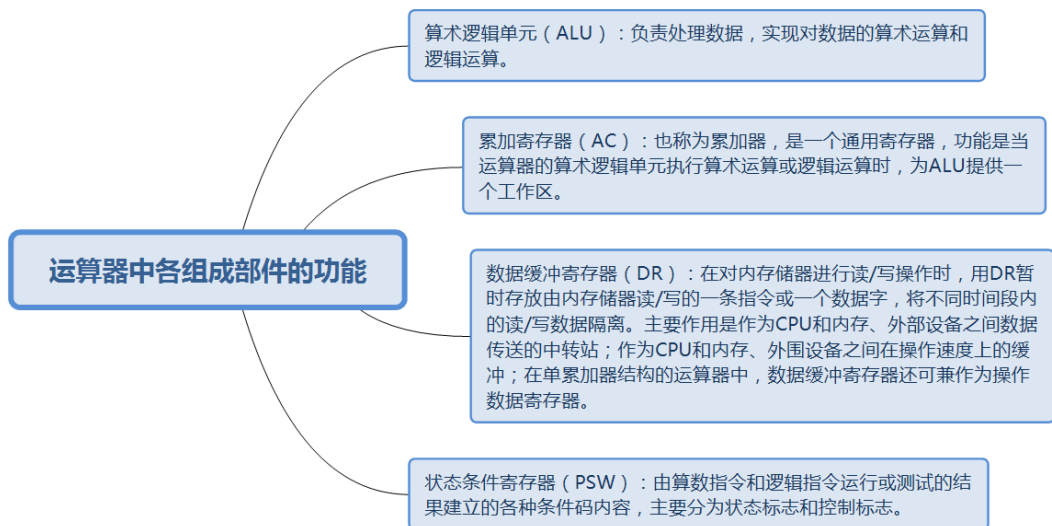 算术逻辑单元（ALU）：负责处理数据，实现对数据的算术运算和
逻辑运算。
累加寄存器（AC）：也称为累加器，是一个通用寄存器，功能是当
运算器的算术逻辑单元执行算术运算或逻辑运算时，为ALU提供一
个工作区。
运算器中各组成部件的功能
数据缓冲寄存器（DR）：在对内存储器进行读/写操作时，用DR暂
时存放由内存储器读/写的一条指令或一个数据字，将不同时间段内
的读/写数据隔离。主要作用是作为CPU和内存、外部设备之间数据
传送的中转站；作为CPU和内存、外围设备之间在操作速度上的缓
冲；在单累加器结构的运算器中，数据缓冲寄存器还可兼作为操作
数据寄存器。
状态条件寄存器（PSW）：由算数指令和逻辑指令运行或测试的结
果建立的各种条件码内容，主要分为状态标志和控制标志。